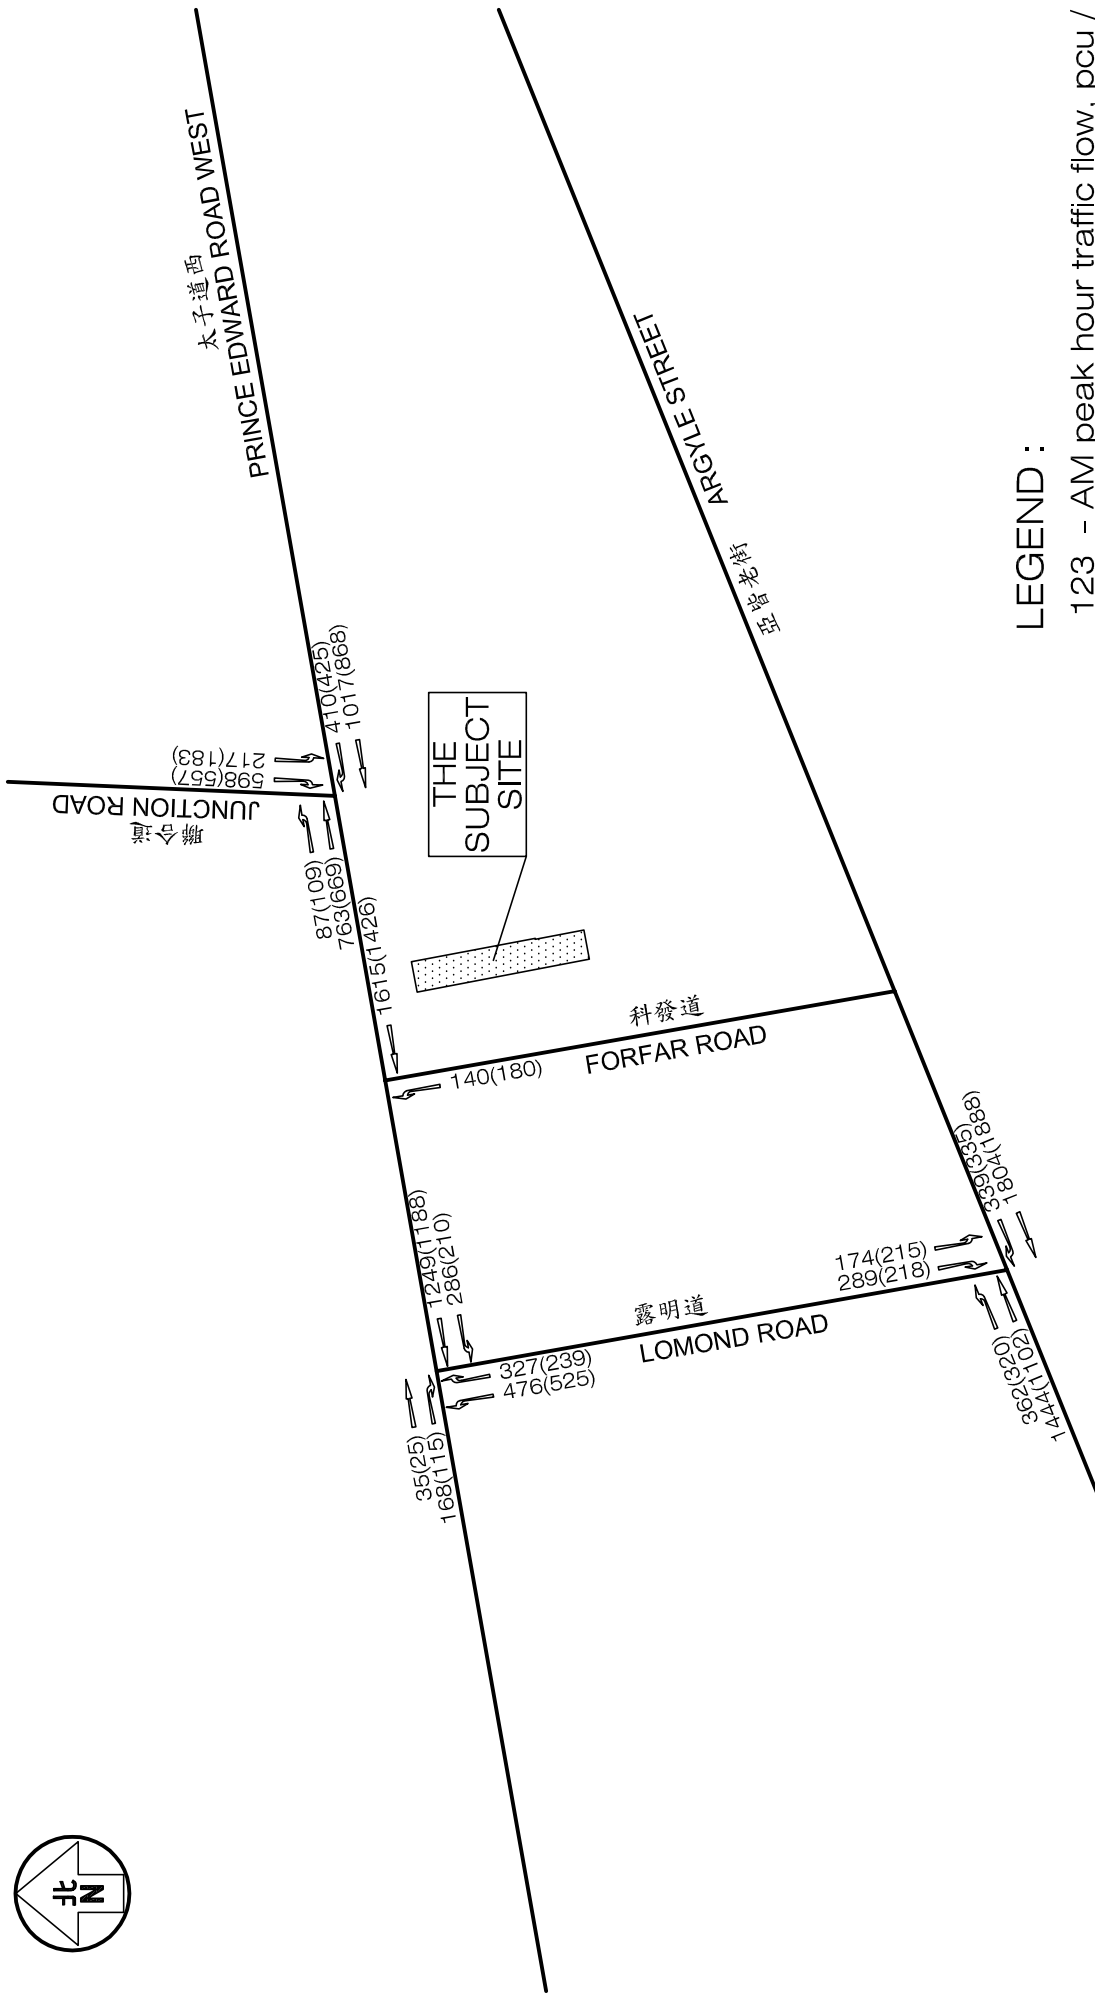 太子道西
PRINCE EDWARD ROAD WEST
217(183)
598(557)
JUNCTION ROAD
聯合道
410(425)
1017(868)
87(109)
763(669)
1615(1426)
THE
SUBJECT
SITE
ARGYLE STREET
亞皆老街
科發道
FORFAR ROAD
140(180)
1249(1188)
286(210)
327(239)
476(525)
35(25)
168(115)
露明道
LOMOND ROAD
174(215)
289(218)
339(335)
1804(1888)
362(320)
1444(1102)
北
N
LEGEND :
123 - AM peak hour traffic flow, pcu /